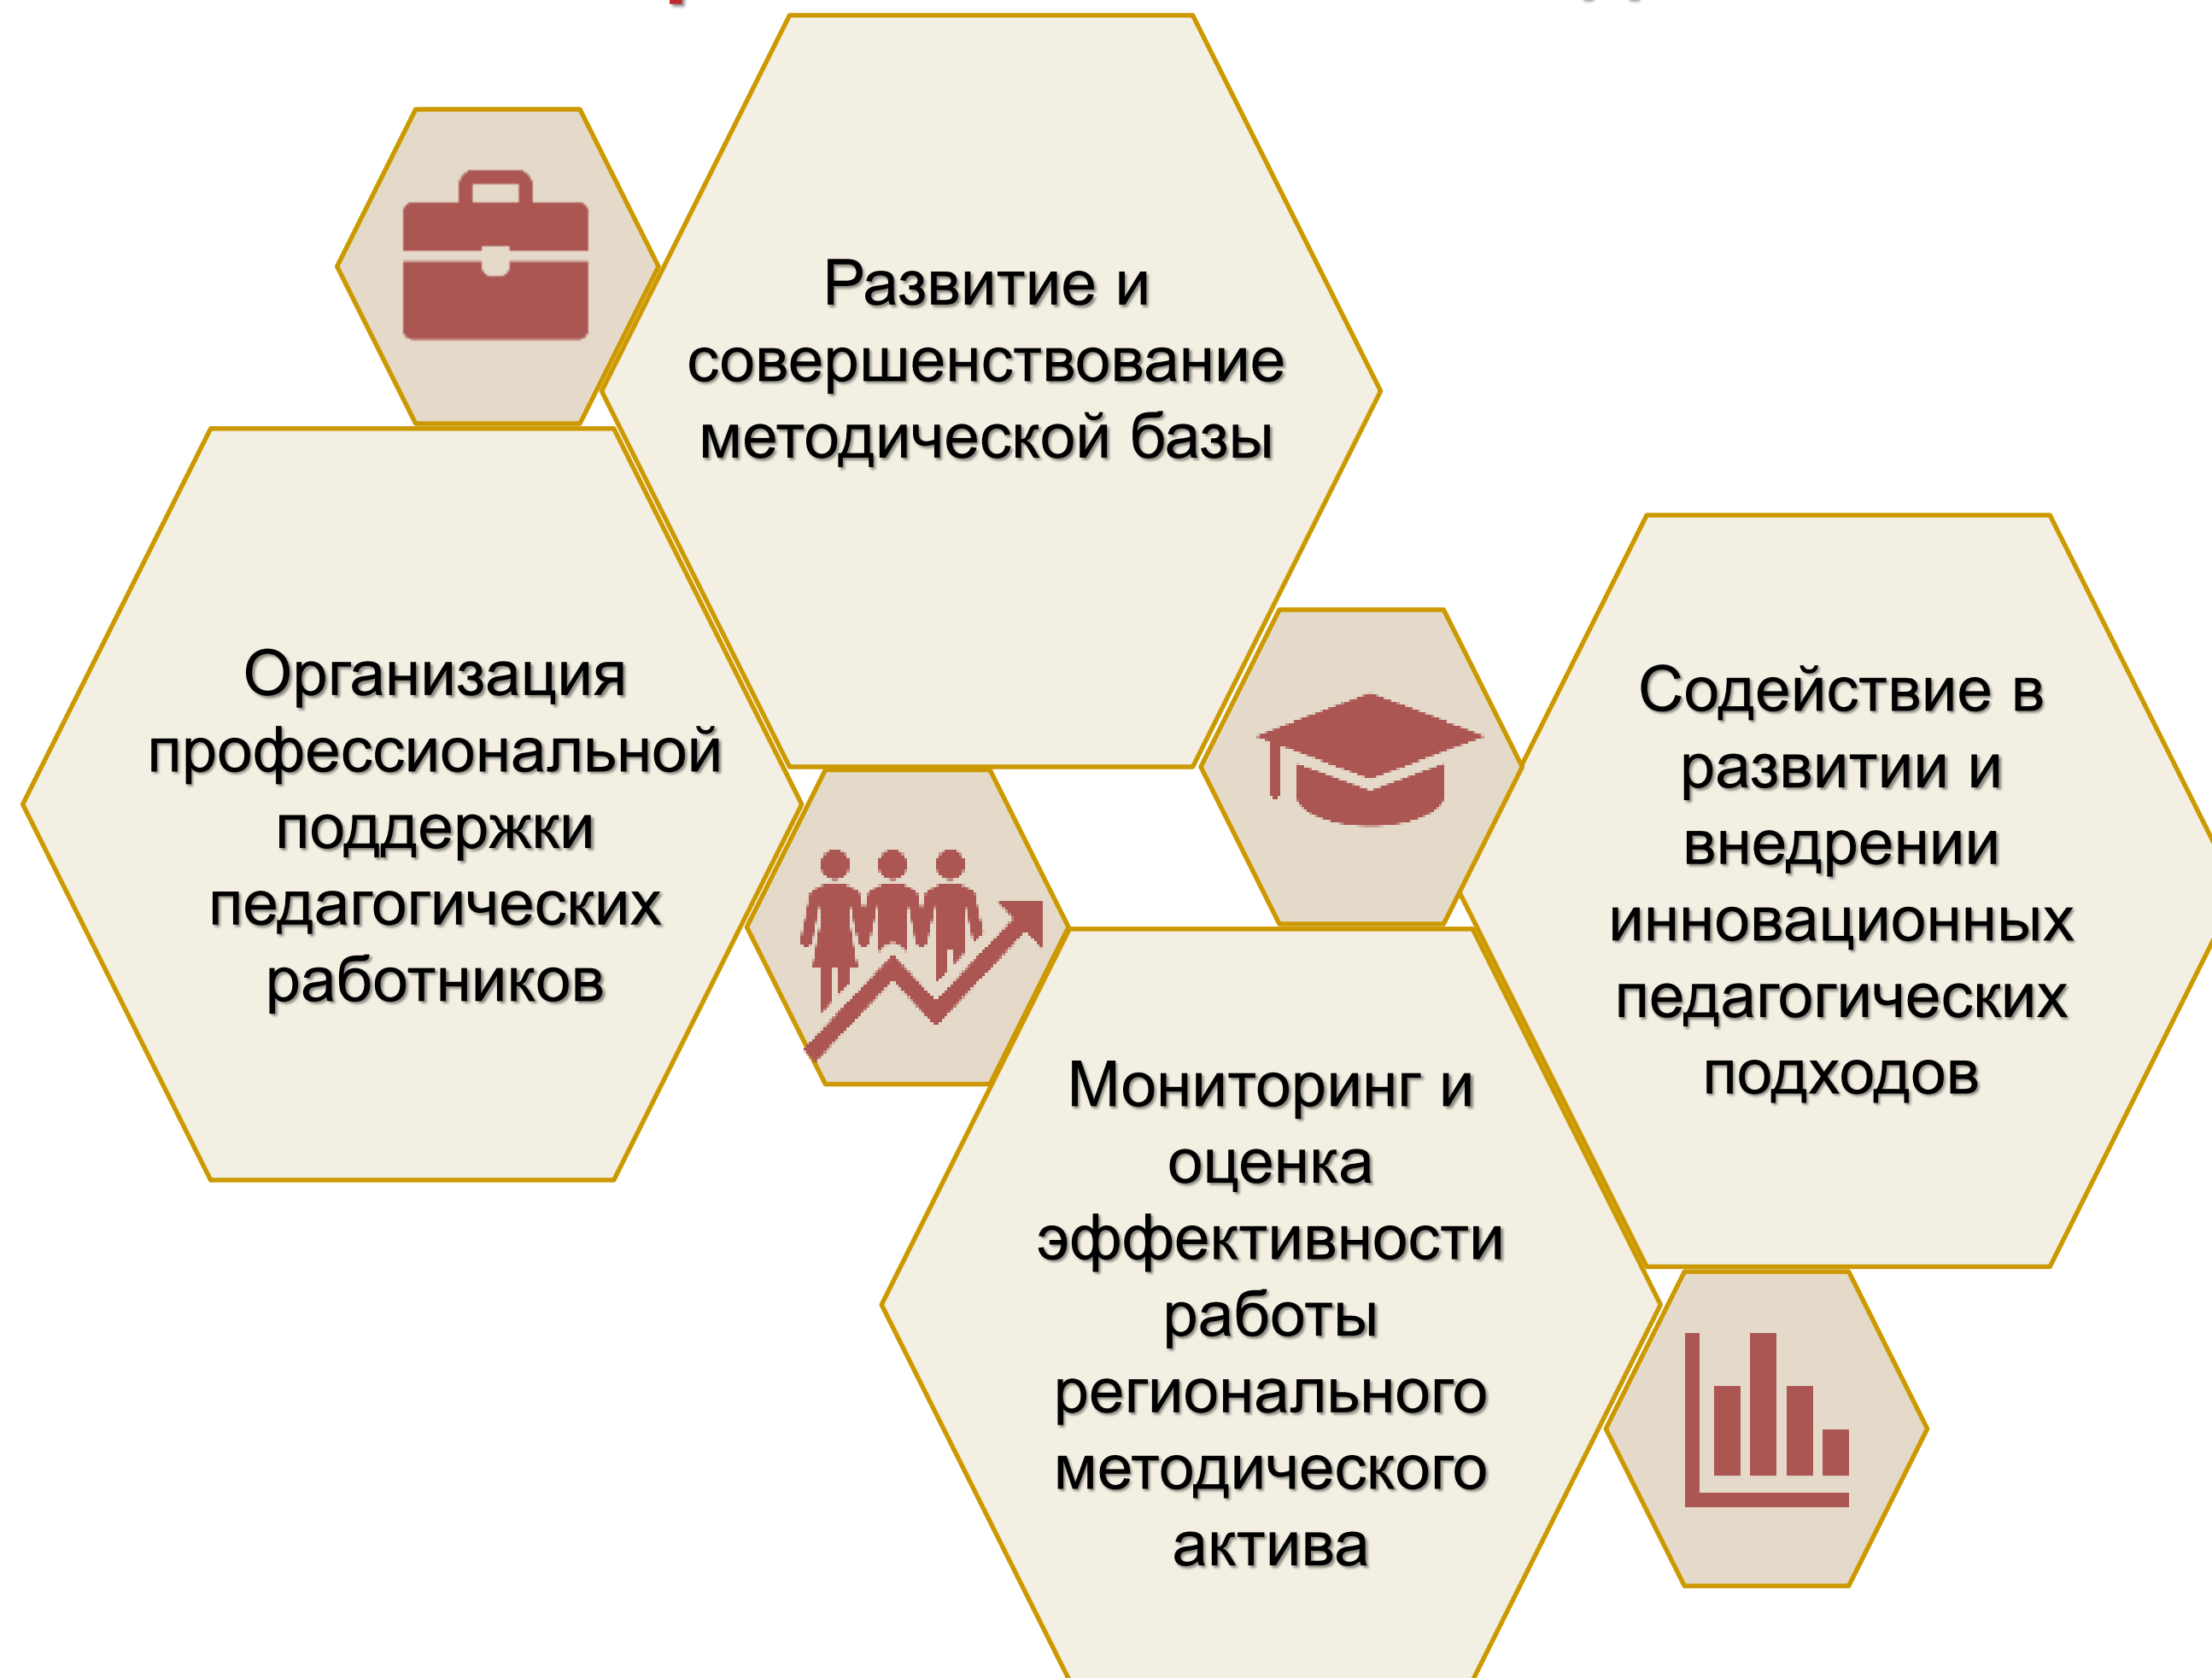 Развитие и
совершенствование
методической базы
Организация
профессиональной
поддержки
педагогических
работников
Содействие в
развитии и
внедрении
инновационных
педагогических
подходов
Мониторинг и
оценка
эффективности
работы
регионального
методического
актива